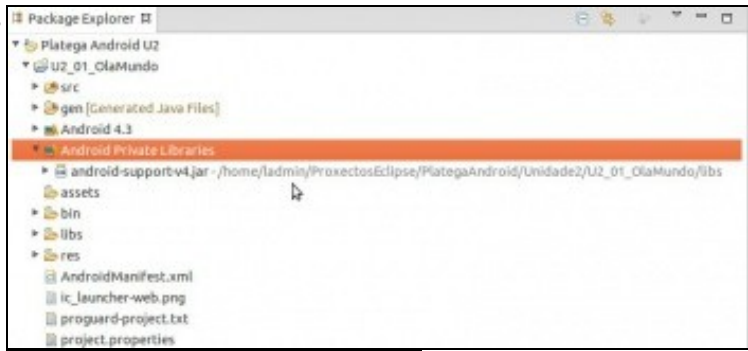 Package Explorer
Platega Android U2
U2_01_OlaMundo
src
gen [Generated Java Files]
Android 4.3
Android Private Libraries
android-support-v4.jar - /home/ladmin/ProxectosEclipse/PlategaAndroid/Unidade2/U2_01_OlaMundo/libs
assets
bin
libs
res
AndroidManifest.xml
ic_launcher-web.png
proguard-project.txt
project.properties